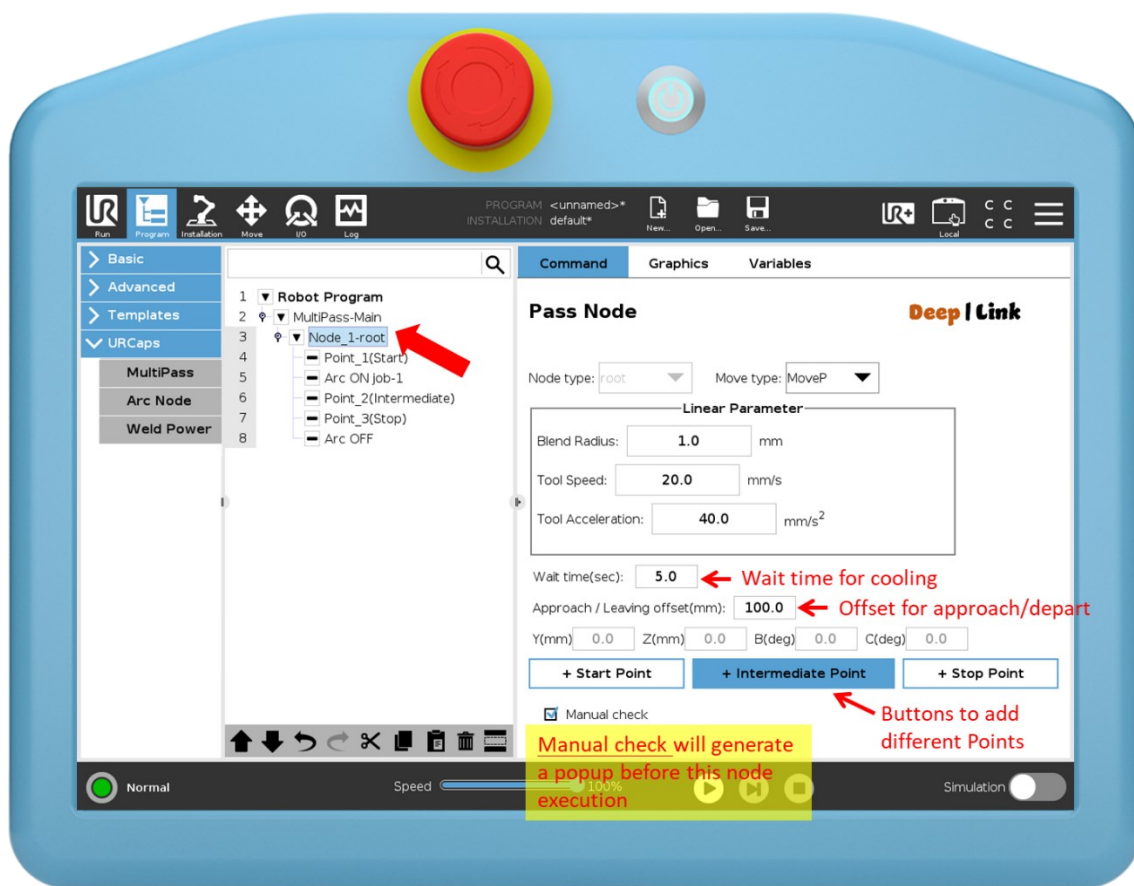 PROGRAM <unnamed>*
INSTALLATION default*
Run Program Installation Move I/O Log New... Open... Save... UR+ Local
C C
C C
Basic
Advanced
Templates
URCaps
MultiPass
Arc Node
Weld Power
1 Robot Program
2 MultiPass-Main
3 Node_1-root
4 Point_1(Start)
5 Arc ON job-1
6 Point_2(Intermediate)
7 Point_3(Stop)
8 Arc OFF
Command Graphics Variables
Pass Node
Deep|Link
Node type: root Move type: MoveP
Linear Parameter
Blend Radius: 1.0 mm
Tool Speed: 20.0 mm/s
Tool Acceleration: 40.0 mm/s²
Wait time(sec): 5.0 Wait time for cooling
Approach / Leaving offset(mm): 100.0 Offset for approach/depart
Y(mm) 0.0 Z(mm) 0.0 B(deg) 0.0 C(deg) 0.0
+ Start Point + Intermediate Point + Stop Point
Manual check
Buttons to add
different Points
Manual check will generate
a popup before this node
execution
Normal Speed 100% Simulation